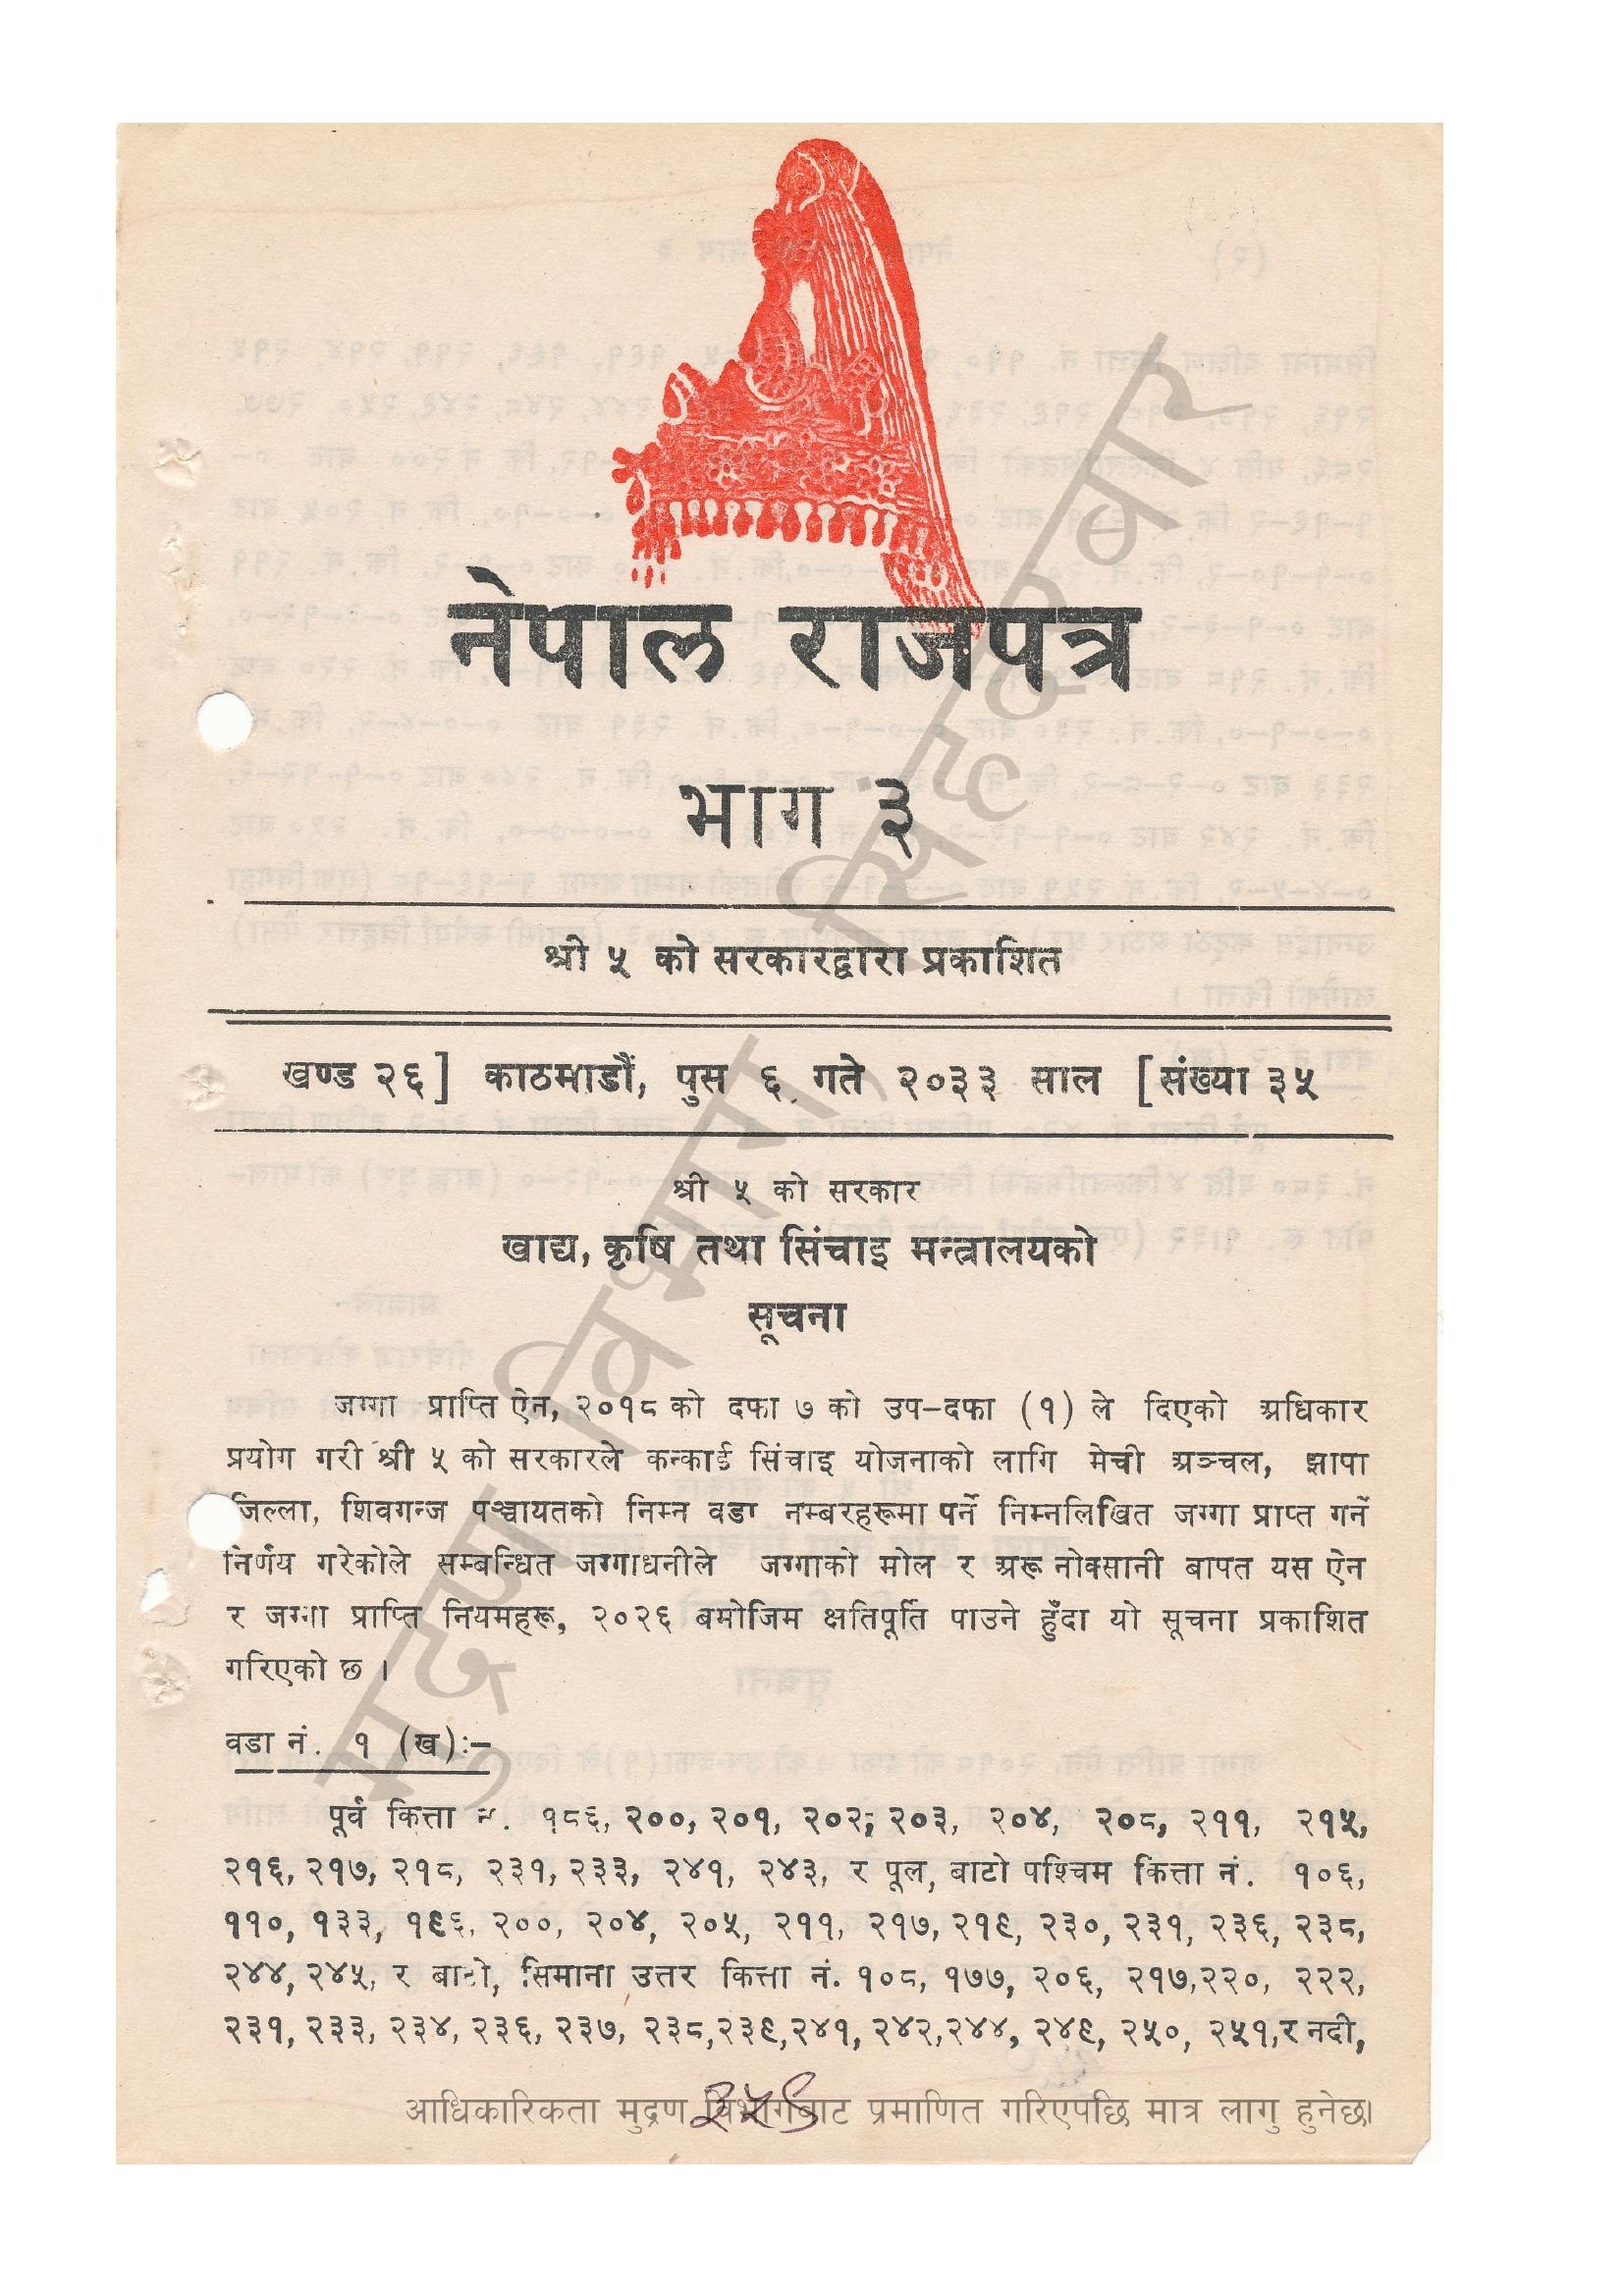 नेपाल राजपत्र
भाग ३
श्री ५ को सरकारद्वारा प्रकाशित
खण्ड २६] काठमाडौं, पुस ६ गते २०३३ साल [संख्या ३५
श्री ५ को सरकार
खाद्य, कृषि तथा सिंचाइ मन्त्रालयको
सूचना
जग्गा प्राप्ति ऐन, २०१८ को दफा ७ को उप-दफा (१) ले दिएको अधिकार
प्रयोग गरी श्री ५ को सरकारले कन्काई सिंचाइ योजनाको लागि मेची अञ्चल, झापा
जिल्ला, शिवगन्ज पञ्चायतको निम्न वडा नम्बरहरूमा पर्ने निम्नलिखित जग्गा प्राप्त गर्ने
निर्णय गरेकोले सम्बन्धित जग्गाधनीले जग्गाको मोल र अरू नोक्सानी बापत यस ऐन
र जग्गा प्राप्ति नियमहरू, २०२६ बमोजिम क्षतिपूर्ति पाउने हुँदा यो सूचना प्रकाशित
गरिएको छ ।
वडा नं. १ (ख):-
पूर्व कित्ता नं. १८६, २००, २०१, २०२, २०३, २०४, २०८, २११, २१५,
२१६, २१७, २१८, २३१, २३३, २४१, २४३, र पूल, बाटो पश्चिम कित्ता नं. १०६,
११०, १३३, १९६, २००, २०४, २०५, २११, २१७, २१९, २३०, २३१, २३६, २३८,
२४४, २४५, र बाटो, सिमाना उत्तर कित्ता नं. १०८, १७७, २०६, २१७, २२०, २२२,
२३१, २३३, २३४, २३६, २३७, २३८, २३९, २४१, २४२, २४४, २४९, २५०, २५१, र नदी,
आधिकारिकता मुद्रण विभागबाट प्रमाणित गरिएपछि मात्र लागु हुनेछ।
मुद्रण विभाग, सिंहदरबार